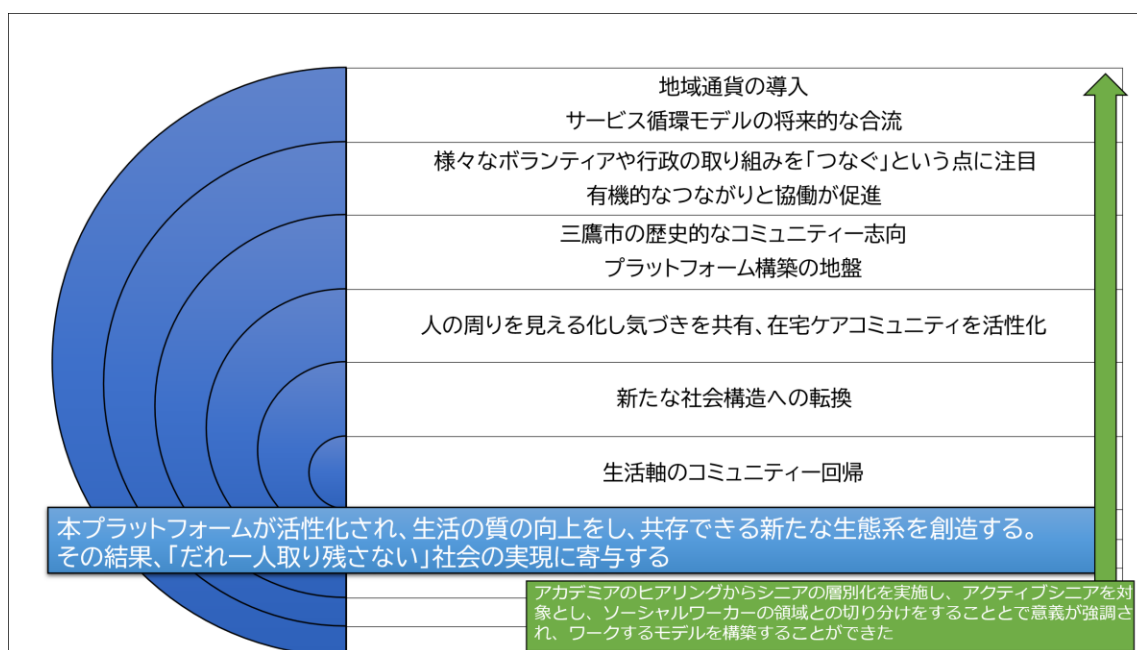 地域通貨の導入
サービス循環モデルの将来的な合流
様々なボランティアや行政の取り組みを「つなぐ」という点に注目
有機的なつながりと協働が促進
三鷹市の歴史的なコミュニティー志向
プラットフォーム構築の地盤
人の周りを見える化し気づきを共有、在宅ケアコミュニティを活性化
新たな社会構造への転換
生活軸のコミュニティー回帰
本プラットフォームが活性化され、生活の質の向上をし、共存できる新たな生態系を創造する。
その結果、「だれ一人取り残さない」社会の実現に寄与する
アカデミアのヒアリングからシニアの層別化を実施し、アクティブシニアを対
象とし、ソーシャルワーカーの領域との切り分けをすることとで意義が強調さ
れ、ワークするモデルを構築することができた